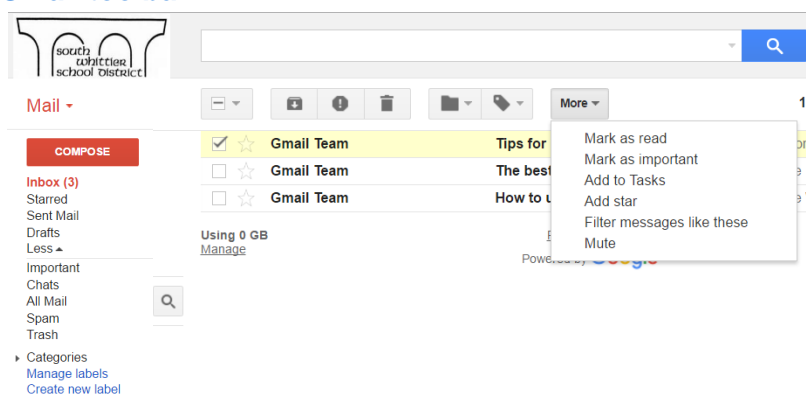 south
whittier
school District
Mail
More
1
COMPOSE
Inbox (3)
Starred
Sent Mail
Drafts
Less
Important
Chats
All Mail
Spam
Trash
Categories
Manage labels
Create new label
Gmail Team Tips for
Gmail Team The best
Gmail Team How to u
Using 0 GB
Manage
Mark as read
Mark as important
Add to Tasks
Add star
Filter messages like these
Mute